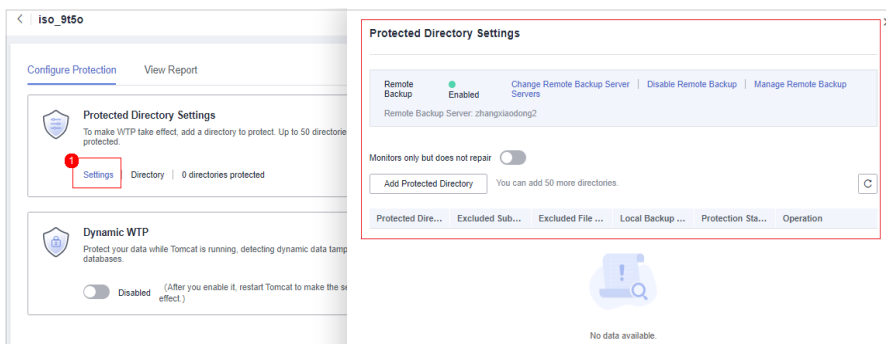 < iso_9t5o
Configure Protection View Report
Protected Directory Settings
To make WTP take effect, add a directory to protect. Up to 50 directorie
protected.
1
Settings Directory 0 directories protected
Dynamic WTP
Protect your data while Tomcat is running, detecting dynamic data tamp
databases.
Disabled (After you enable it, restart Tomcat to make the se
effect.)
Protected Directory Settings
Remote Backup Enabled Change Remote Backup Server Disable Remote Backup Manage Remote Backup
Servers
Remote Backup Server: zhangxiaodong2
Monitors only but does not repair
Add Protected Directory You can add 50 more directories.
Protected Dire... Excluded Sub... Excluded File ... Local Backup ... Protection Sta... Operation
No data available.